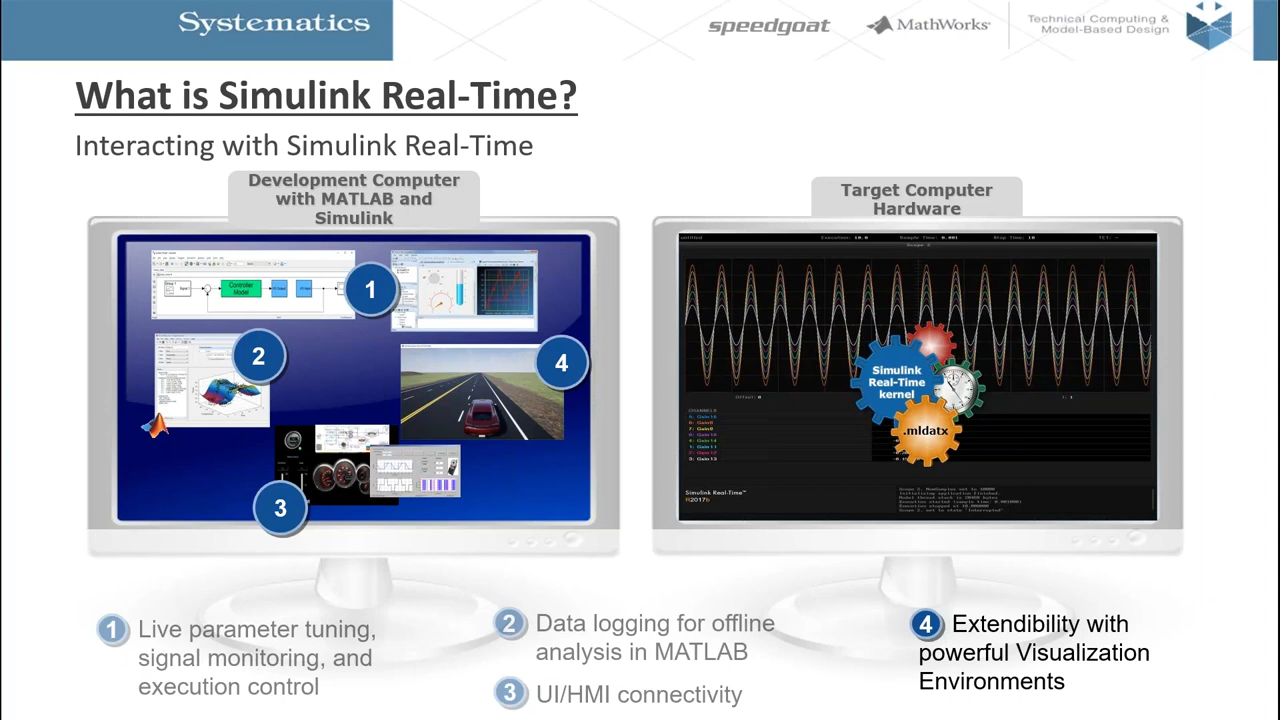 Systematics
speedgoat
MathWorks
Technical Computing &
Model-Based Design
What is Simulink Real-Time?
Interacting with Simulink Real-Time
Development Computer
with MATLAB and
Simulink
Target Computer
Hardware
Controller
Model
1
2
4
3
Simulink
Real-Time
kernel
.mldatx
Simulink Real-Time™
R2017b
1 Live parameter tuning,
signal monitoring, and
execution control
2 Data logging for offline
analysis in MATLAB
3 UI/HMI connectivity
4 Extendibility with
powerful Visualization
Environments